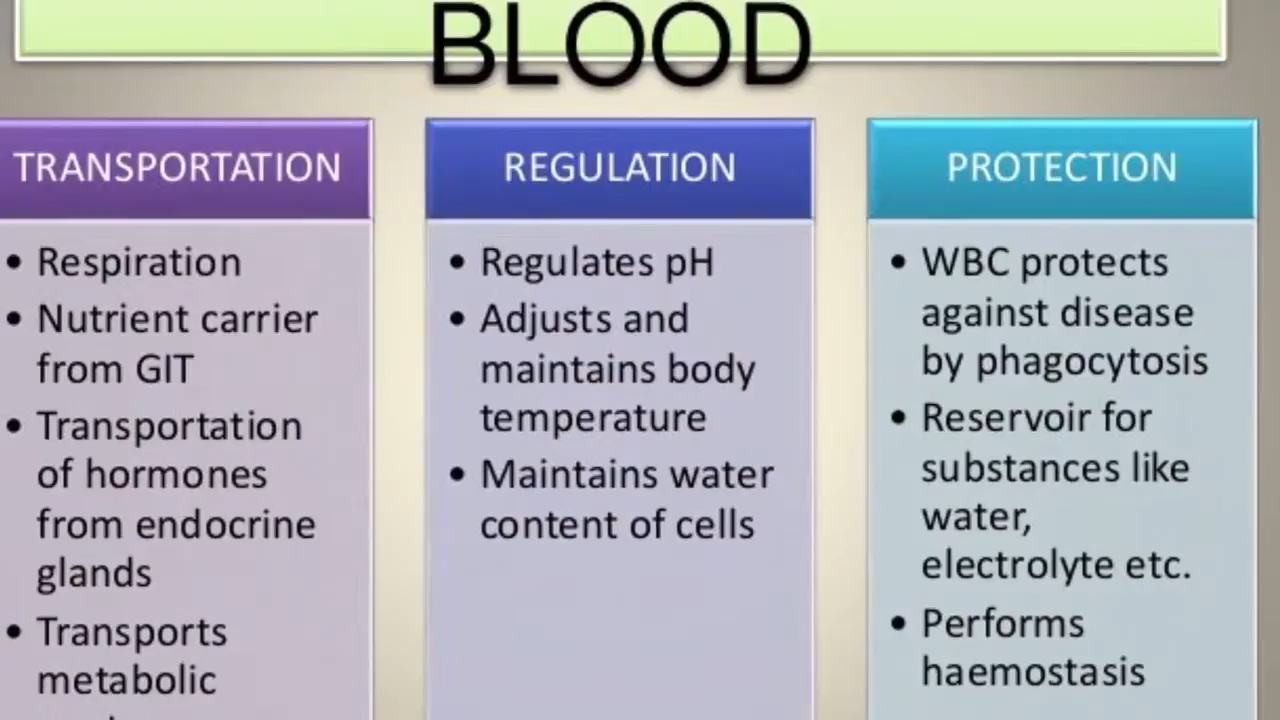 BLOOD
TRANSPORTATION
• Respiration
• Nutrient carrier
from GIT
• Transportation
of hormones
from endocrine
glands
• Transports
metabolic
REGULATION
• Regulates pH
• Adjusts and
maintains body
temperature
• Maintains water
content of cells
PROTECTION
• WBC protects
against disease
by phagocytosis
• Reservoir for
substances like
water,
electrolyte etc.
• Performs
haemostasis